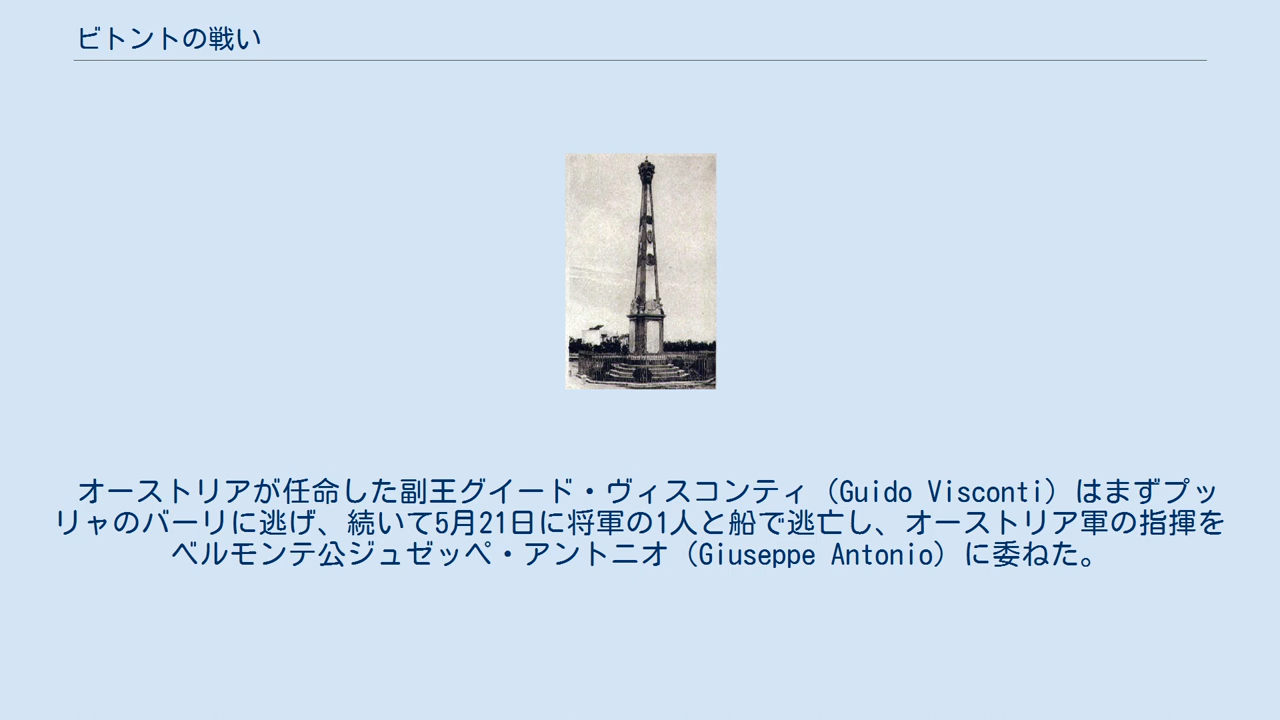 ビトントの戦い
オーストリアが任命した副王グイード・ヴィスコンティ（Guido Visconti）はまずプッ
リャのバーリに逃げ、続いて5月21日に将軍の1人と船で逃亡し、オーストリア軍の指揮を
ベルモンテ公ジュゼッペ・アントニオ（Giuseppe Antonio）に委ねた。